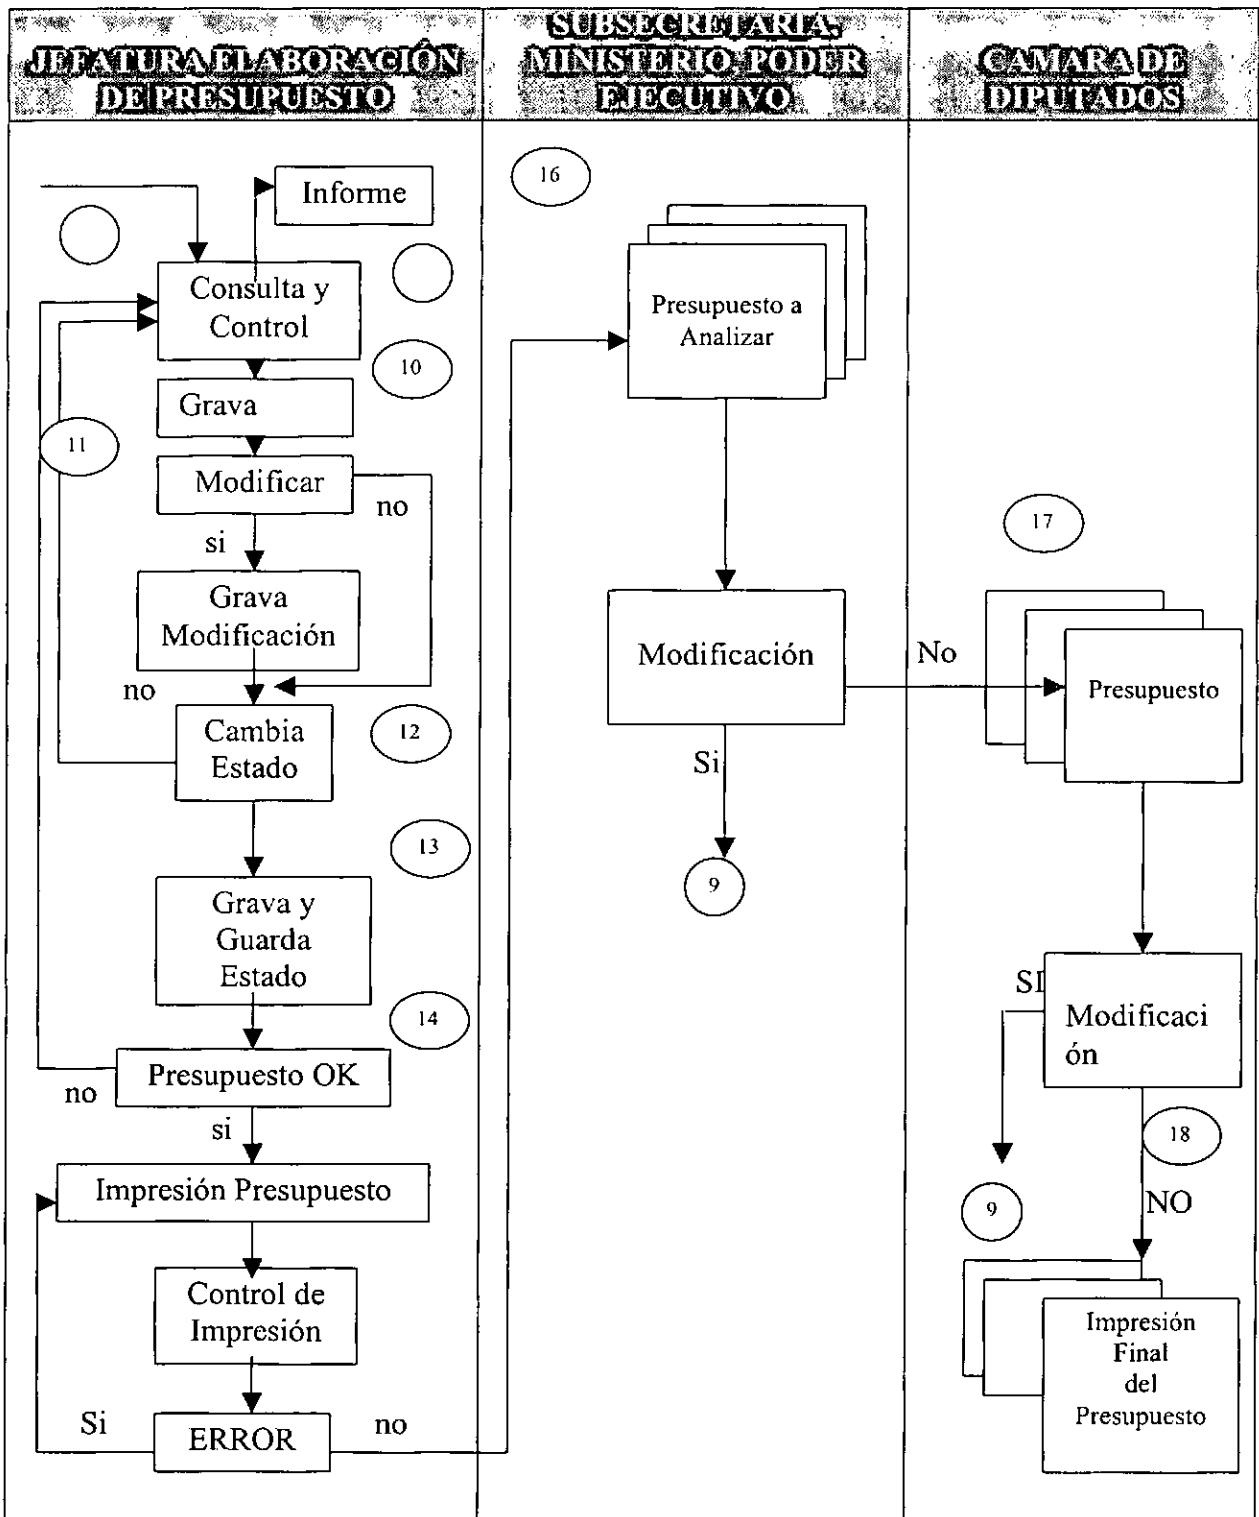 JEFATURA ELABORACIÓN
DE PRESUPUESTO
SUBSECRETARIA.
MINISTERIO. PODER
EJECUTIVO
CAMARA DE
DIPUTADOS
Informe
Consulta y
Control
10
Grava
11
Modificar
no
si
Grava
Modificación
no
Cambia
Estado
12
13
Grava y
Guarda
Estado
14
Presupuesto OK
no
si
Impresión Presupuesto
Control de
Impresión
Si
ERROR
no
16
Presupuesto a
Analizar
Modificación
No
Si
9
17
Presupuesto
SI
Modificaci
ón
18
9
NO
Impresión
Final
del
Presupuesto